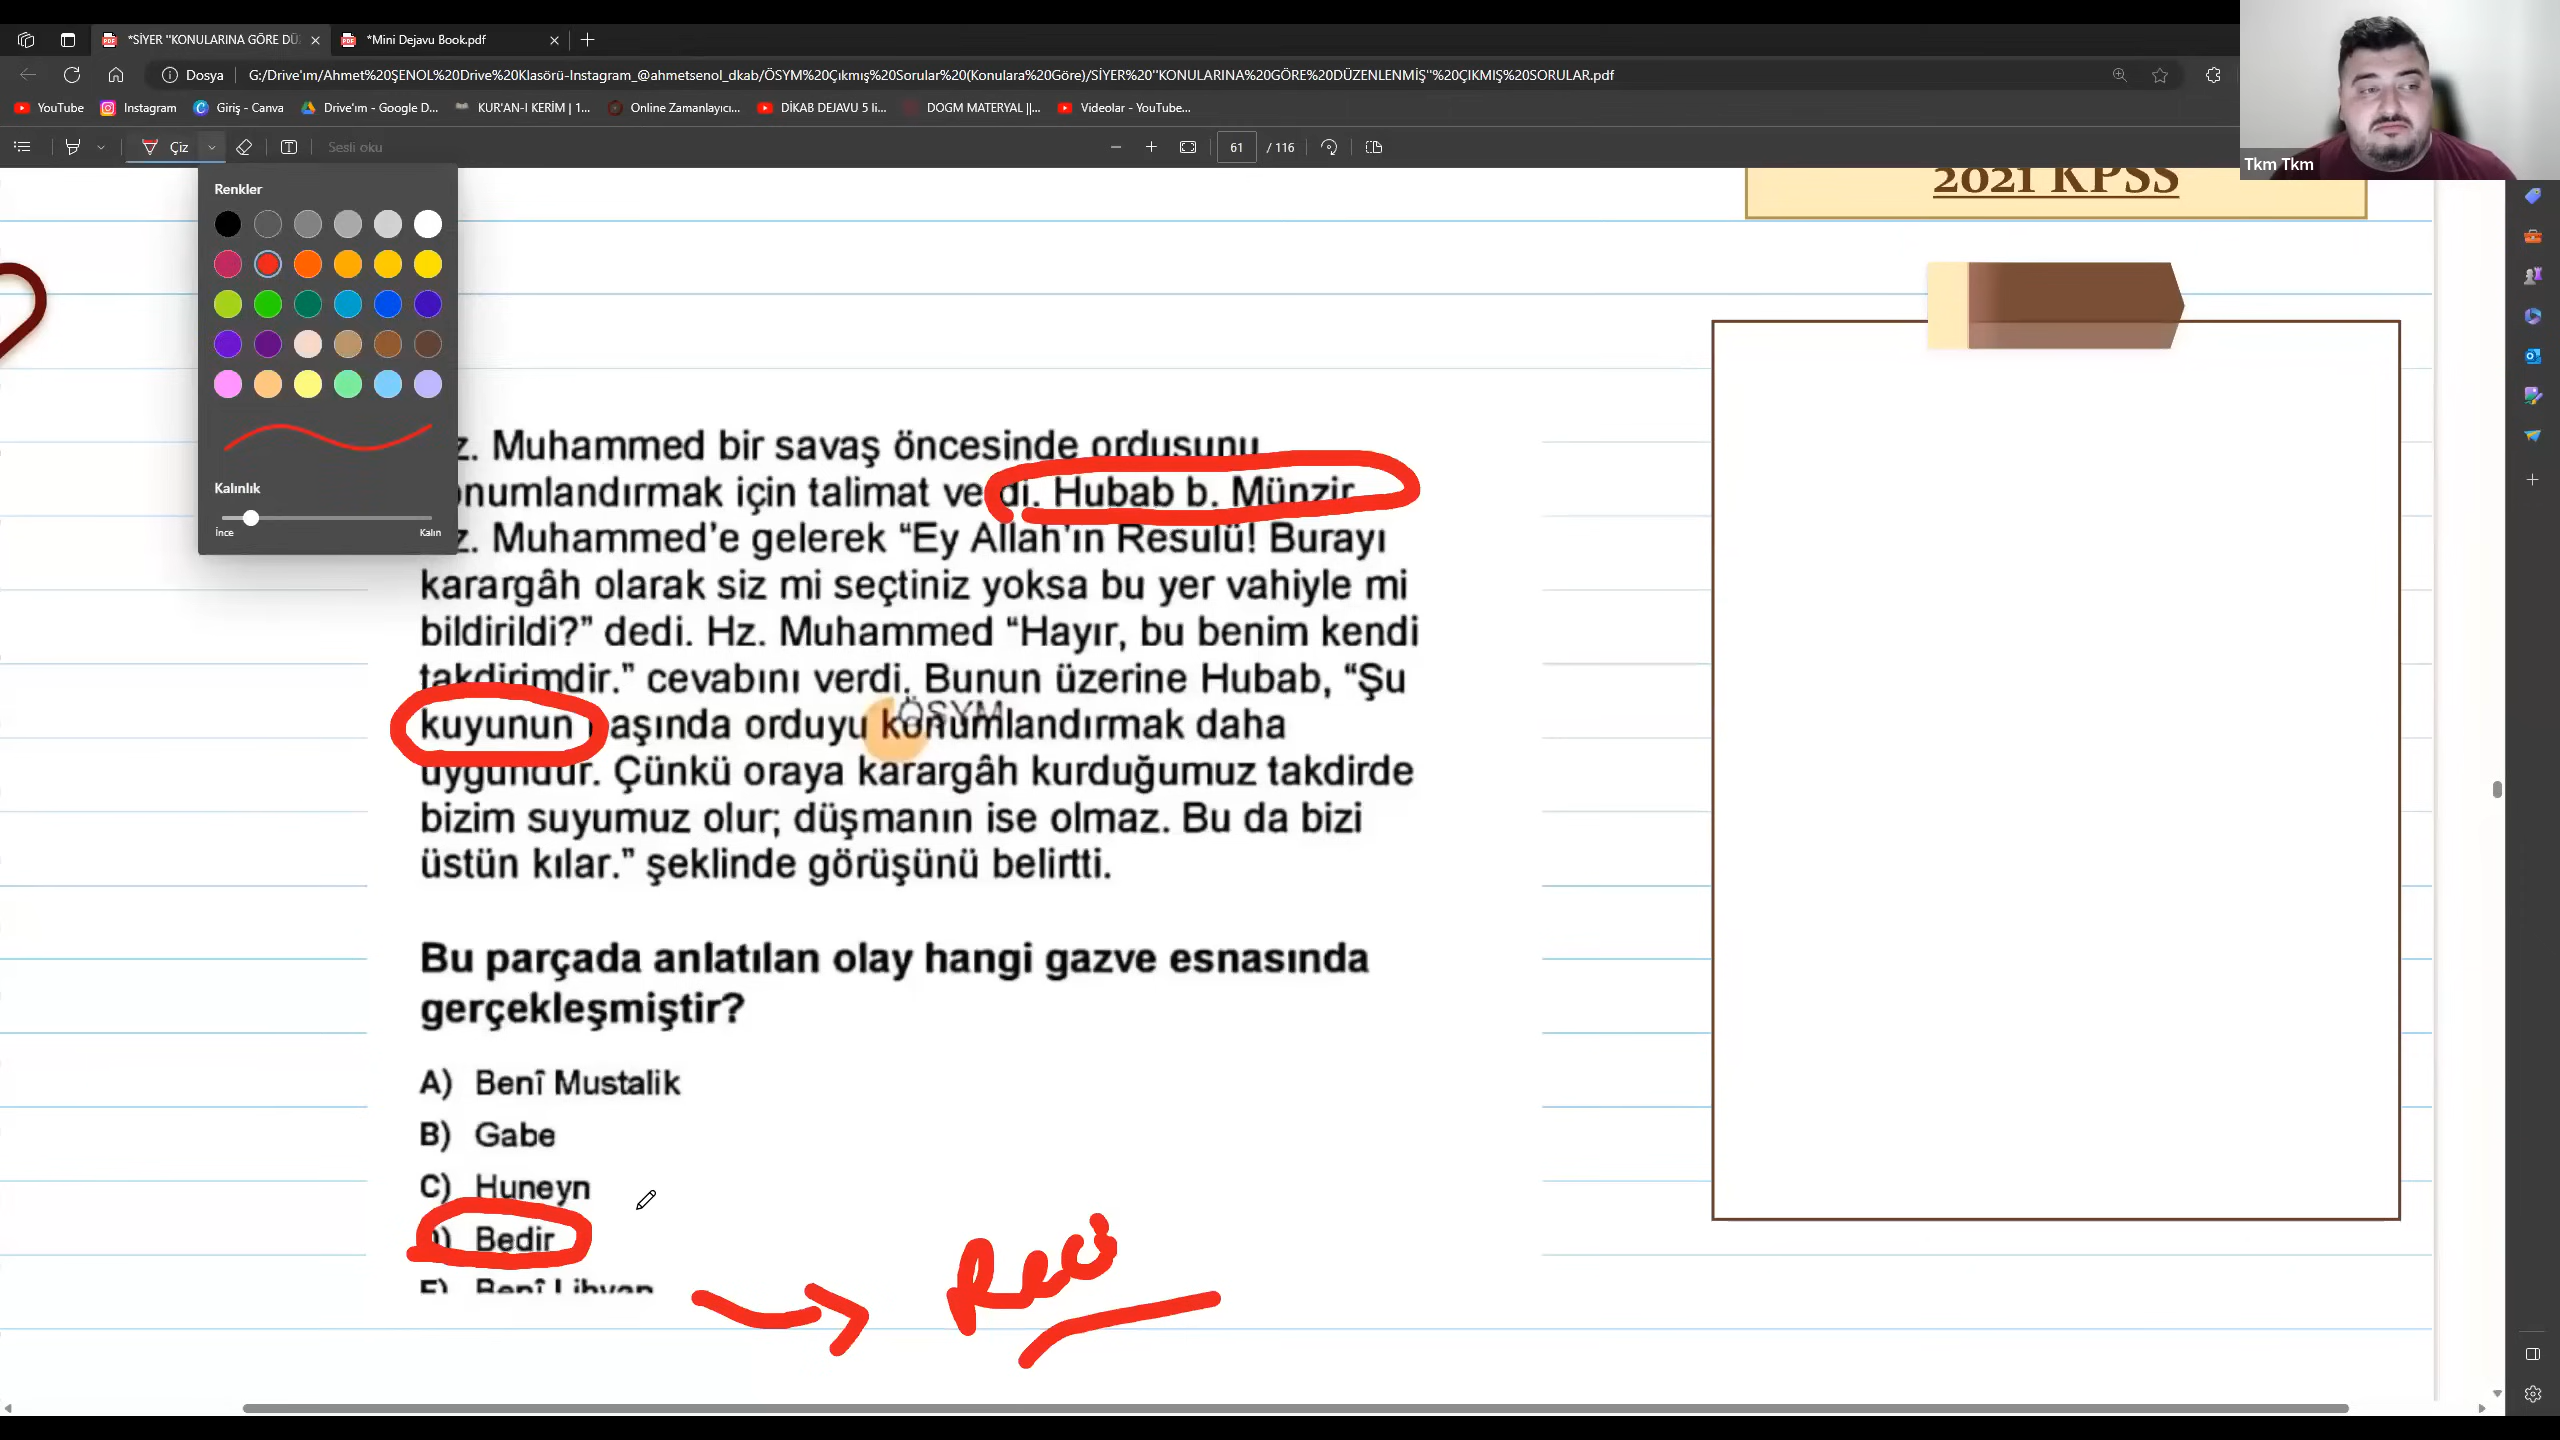 *SİYER "KONULARINA GÖRE DÜ
*Mini Dejavu Book.pdf
Dosya
G:/Drive'ım/Ahmet%20ŞENOL%20Drive%20Klasörü-Instagram_@ahmetsenol_dkab/ÖSYM%20Çıkmış%20Sorular%20(Konulara%20Göre)/SİYER%20''KONULARINA%20GÖRE%20DÜZENLENMİŞ''%20ÇIKMIŞ%20SORULAR.pdf
YouTube
Instagram
Giriş - Canva
Drive'ım - Google D...
KUR'AN-I KERİM | 1...
Online Zamanlayıcı...
DİKAB DEJAVU 5 li...
DOGM MATERYAL ||...
Videolar - YouTube...
Çiz
Sesli oku
61 / 116
Tkm Tkm
Renkler
Kalınlık
İnce
Kalın
2021 KPSS
z. Muhammed bir savaş öncesinde ordusunu
onumlandırmak için talimat verdi. Hubab b. Münzir
z. Muhammed'e gelerek “Ey Allah'ın Resulü! Burayı
karargâh olarak siz mi seçtiniz yoksa bu yer vahiyle mi
bildirildi?” dedi. Hz. Muhammed “Hayır, bu benim kendi
takdirimdir.” cevabını verdi. Bunun üzerine Hubab, “Şu
kuyunun başında orduyu konumlandırmak daha
ÖSYM
uygundur. Çünkü oraya karargâh kurduğumuz takdirde
bizim suyumuz olur; düşmanın ise olmaz. Bu da bizi
üstün kılar.” şeklinde görüşünü belirtti.
Bu parçada anlatılan olay hangi gazve esnasında
gerçekleşmiştir?
A) Benî Mustalik
B) Gabe
C) Huneyn
D) Bedir
E) Benî Lihyan
Reci